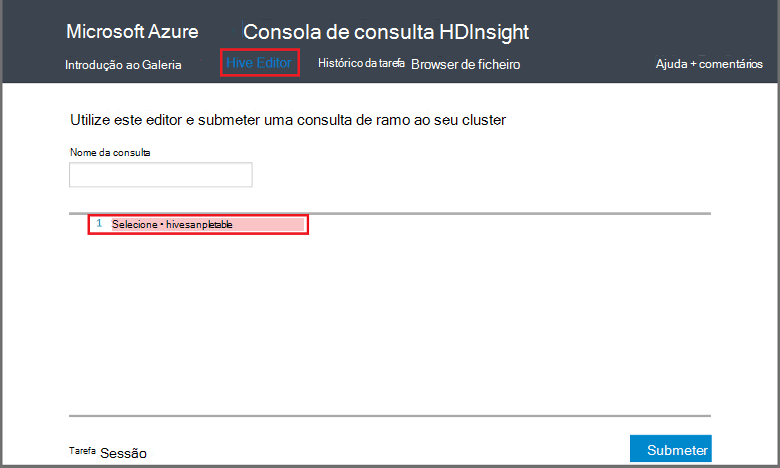 Microsoft Azure Consola de consulta HDInsight
Introdução ao Galeria Hive Editor Histórico da tarefa Browser de ficheiro Ajuda + comentários
Utilize este editor e submeter uma consulta de ramo ao seu cluster
Nome da consulta
1 Selecione • hivesanpletable
Tarefa Sessão
Submeter